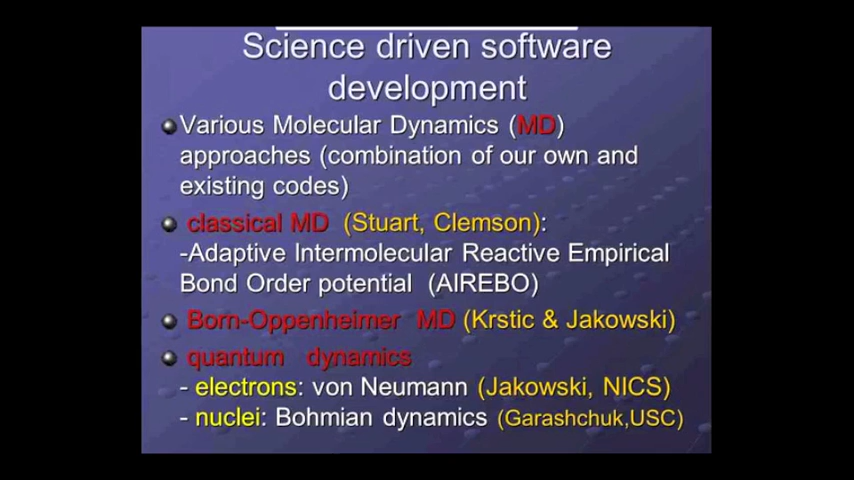 Science driven software
development
Various Molecular Dynamics (MD)
approaches (combination of our own and
existing codes)
classical MD (Stuart, Clemson):
-Adaptive Intermolecular Reactive Empirical
Bond Order potential (AIREBO)
Born-Oppenheimer MD (Krstic & Jakowski)
quantum dynamics
- electrons: von Neumann (Jakowski, NICS)
- nuclei: Bohmian dynamics (Garashchuk,USC)